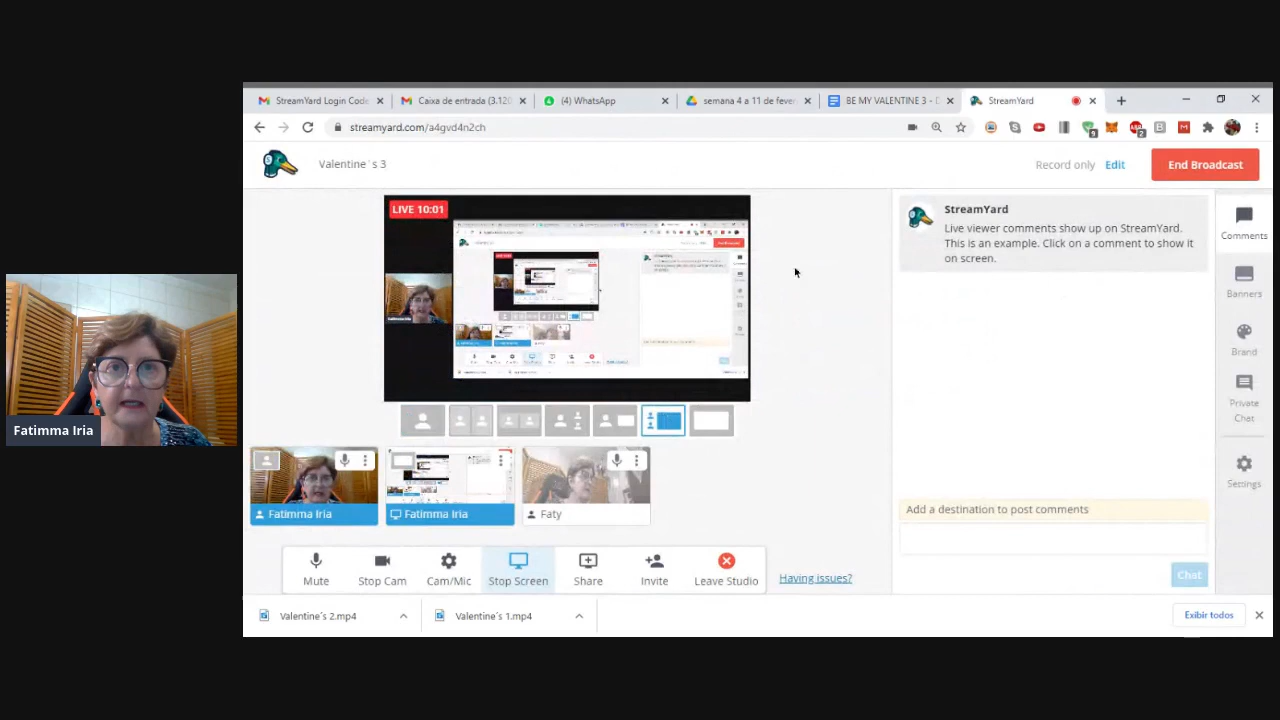 StreamYard Login Code
Caixa de entrada (3.120
(4) WhatsApp
semana 4 a 11 de fever
BE MY VALENTINE 3 - D
StreamYard
streamyard.com/a4gvd4n2ch
9
2
Valentine´s 3
Record only
Edit
End Broadcast
LIVE 10:01
StreamYard
Live viewer comments show up on StreamYard.
This is an example. Click on a comment to show it
on screen.
Comments
Banners
Brand
Private
Chat
Settings
Fatimma Iria
Fatimma Iria
Fatimma Iria
Fatimma Iria
Faty
Add a destination to post comments
Chat
Mute
Stop Cam
Cam/Mic
Stop Screen
Share
Invite
Leave Studio
Having issues?
Valentine´s 2.mp4
Valentine´s 1.mp4
Exibir todos